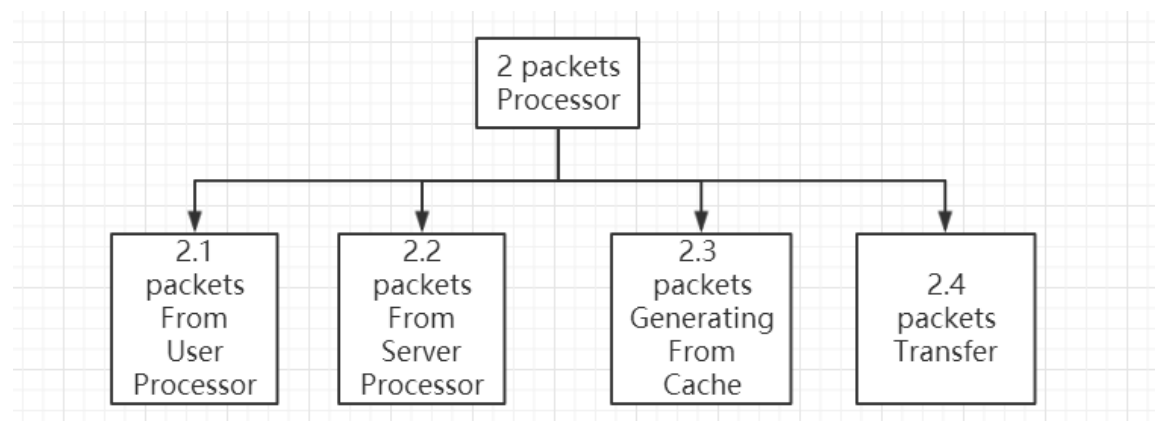 2 packets
Processor
2.1
packets
From
User
Processor
2.2
packets
From
Server
Processor
2.3
packets
Generating
From
Cache
2.4
packets
Transfer